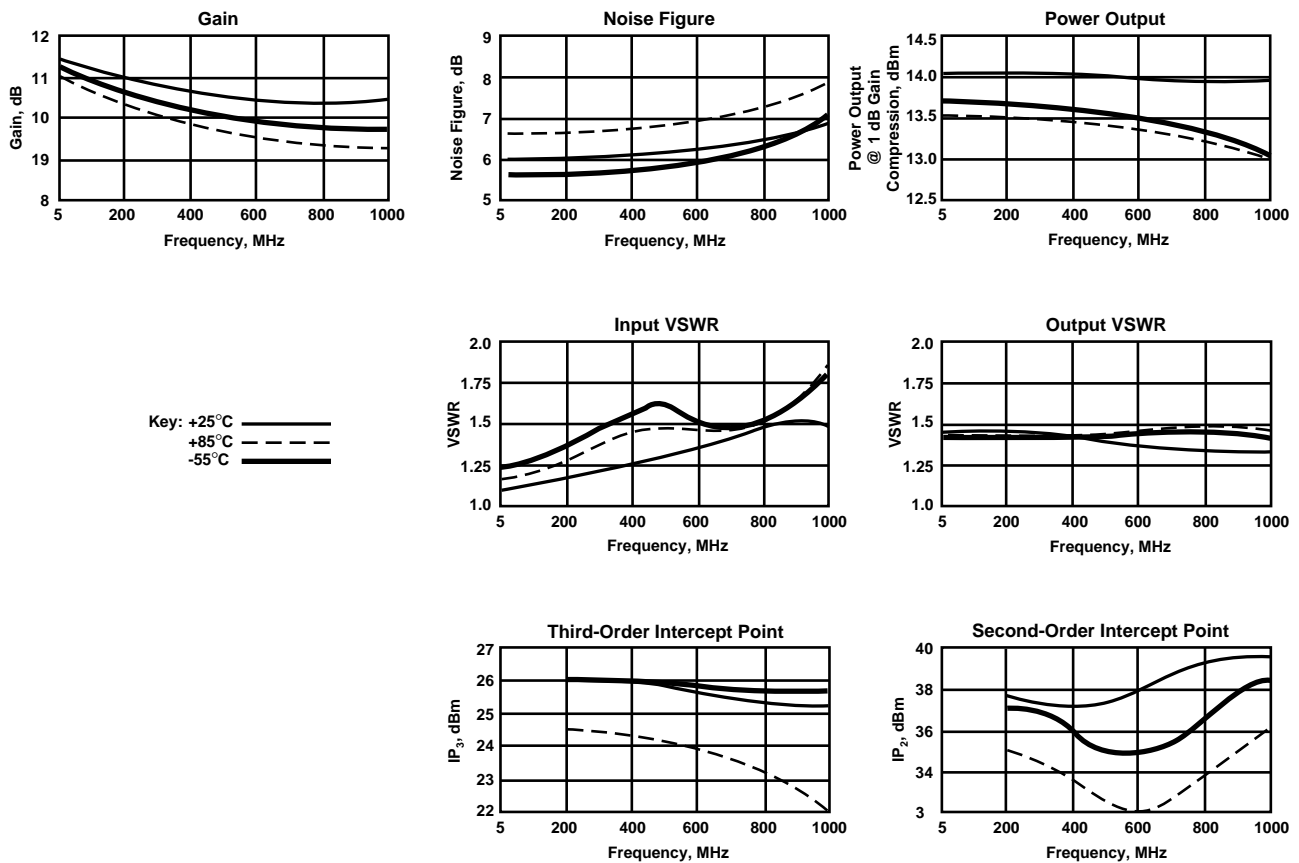 Gain
12
11
10
19
8
Gain, dB
5 200 400 600 800 1000
Frequency, MHz
Noise Figure
9
8
7
6
5
Noise Figure, dB
5 200 400 600 800 1000
Frequency, MHz
Power Output
14.5
14.0
13.5
13.0
12.5
Power Output
@ 1 dB Gain
Compression, dBm
5 200 400 600 800 1000
Frequency, MHz
Key: +25°C
+85°C
-55°C
Input VSWR
2.0
1.75
1.5
1.25
1.0
VSWR
5 200 400 600 800 1000
Frequency, MHz
Output VSWR
2.0
1.75
1.5
1.25
1.0
VSWR
5 200 400 600 800 1000
Frequency, MHz
Third-Order Intercept Point
27
26
25
24
23
22
IP3, dBm
5 200 400 600 800 1000
Frequency, MHz
Second-Order Intercept Point
40
38
36
34
3
IP2, dBm
5 200 400 600 800 1000
Frequency, MHz